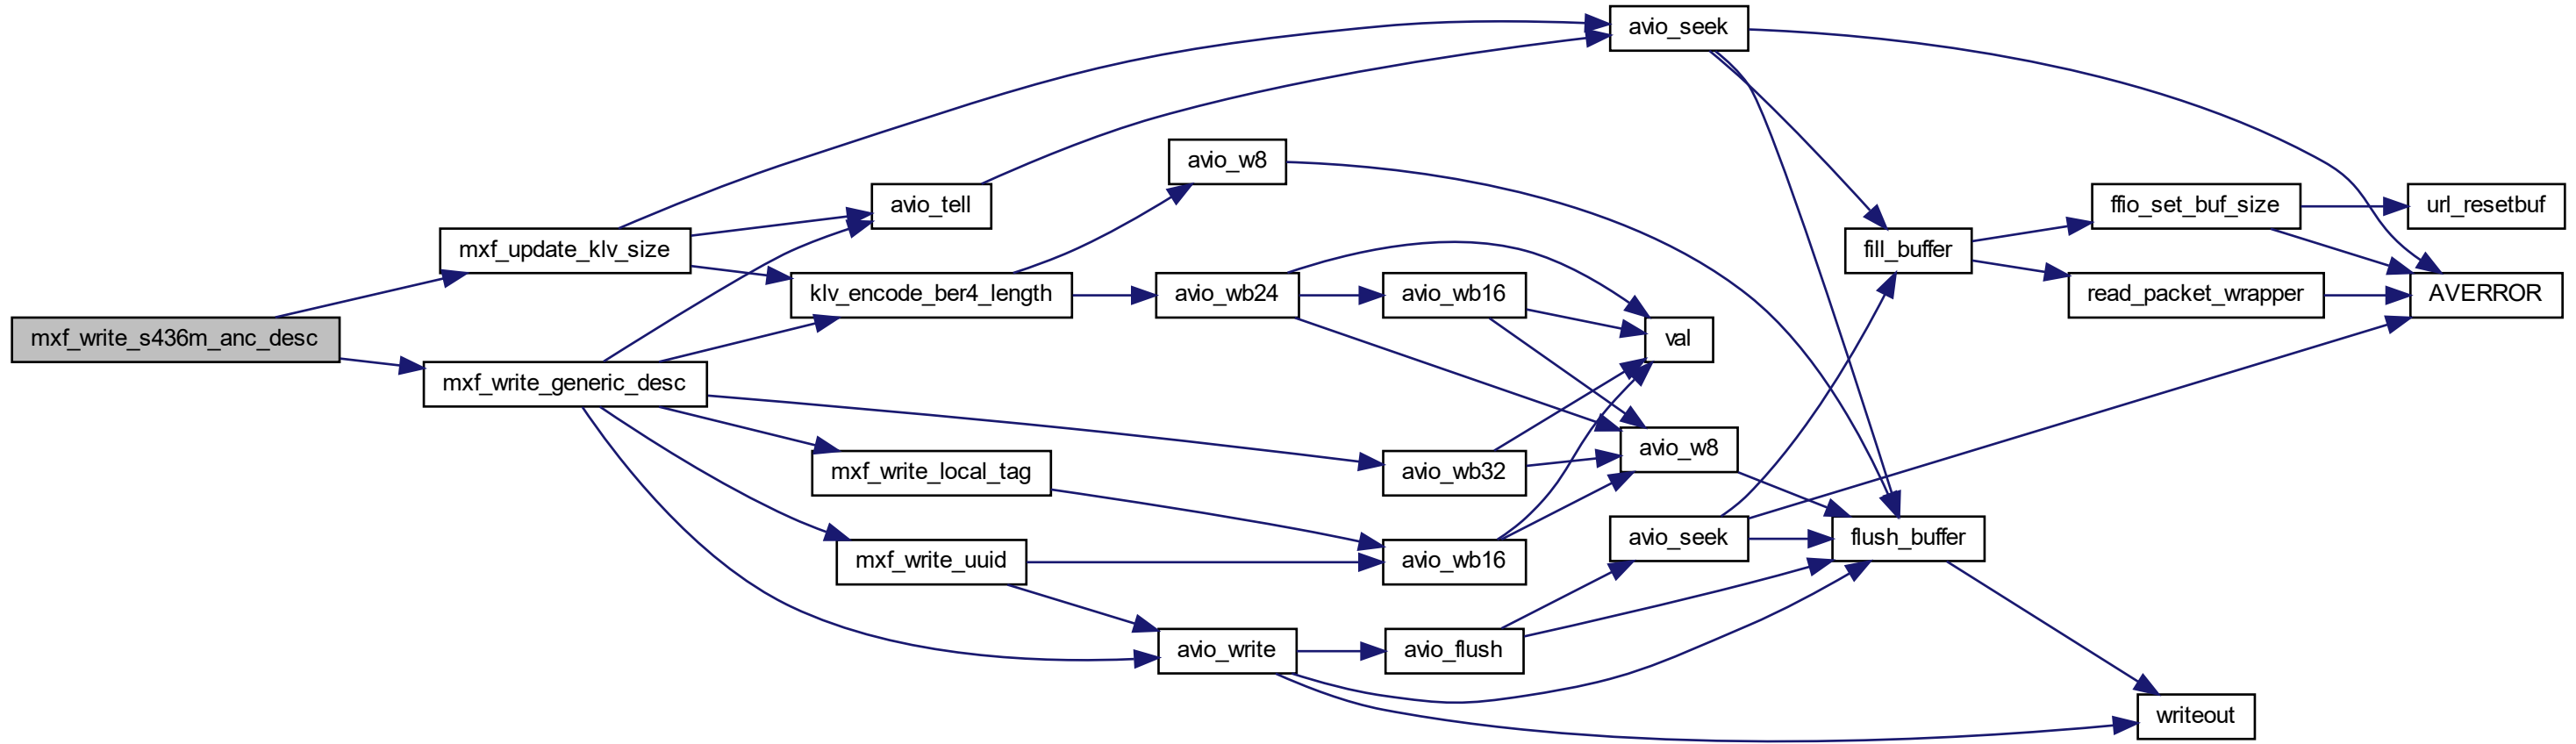 mxf_write_s436m_anc_desc
mxf_update_klv_size
mxf_write_generic_desc
avio_tell
klv_encode_ber4_length
mxf_write_local_tag
mxf_write_uuid
avio_w8
avio_wb24
avio_write
avio_wb16
avio_wb32
avio_wb16
avio_flush
avio_seek
val
avio_w8
avio_seek
fill_buffer
flush_buffer
ffio_set_buf_size
read_packet_wrapper
writeout
url_resetbuf
AVERROR